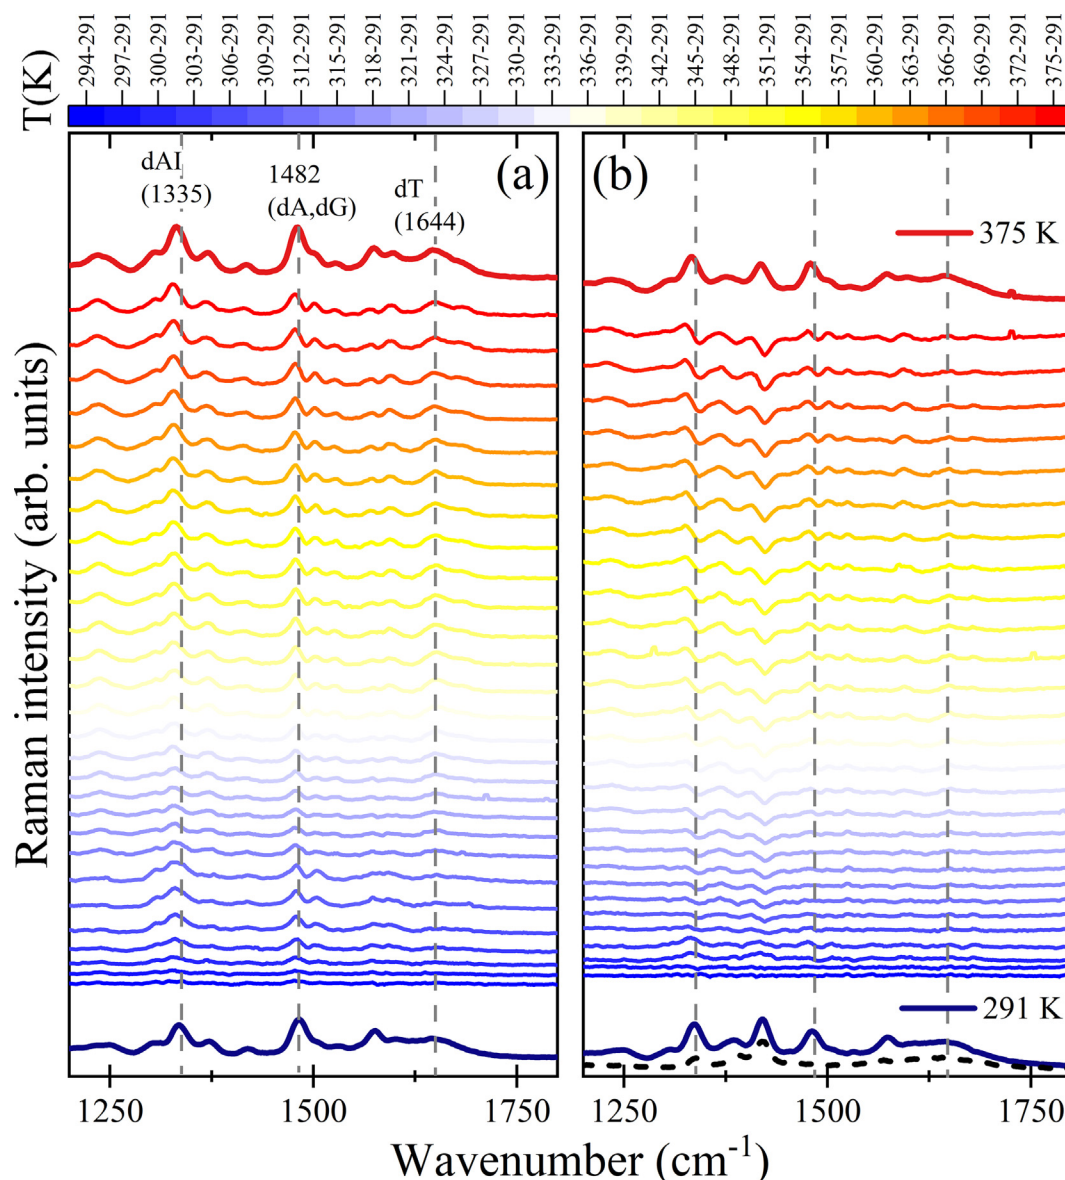 T(K)
294-291
297-291
300-291
303-291
306-291
309-291
312-291
315-291
318-291
321-291
324-291
327-291
330-291
333-291
336-291
339-291
342-291
345-291
348-291
351-291
354-291
357-291
360-291
363-291
366-291
369-291
372-291
375-291
dAI
(1335)
1482
(dA,dG)
dT
(1644)
(a)
(b)
375 K
291 K
Raman intensity (arb. units)
1250 1500 1750 1250 1500 1750
Wavenumber (cm⁻¹)